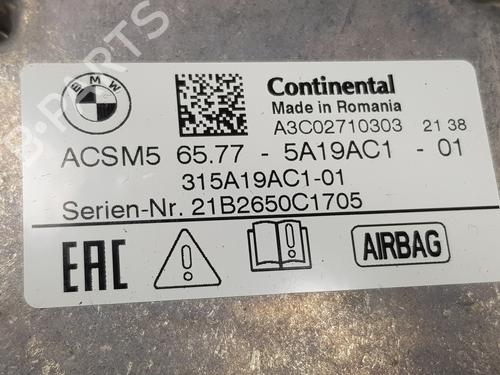 B-PARTS
BMW
Continental
Made in Romania
A3C02710303 21 38
ACSM5 65.77 - 5A19AC1 - 01
315A19AC1-01
Serien-Nr. 21B2650C1705
EAC
AIRBAG